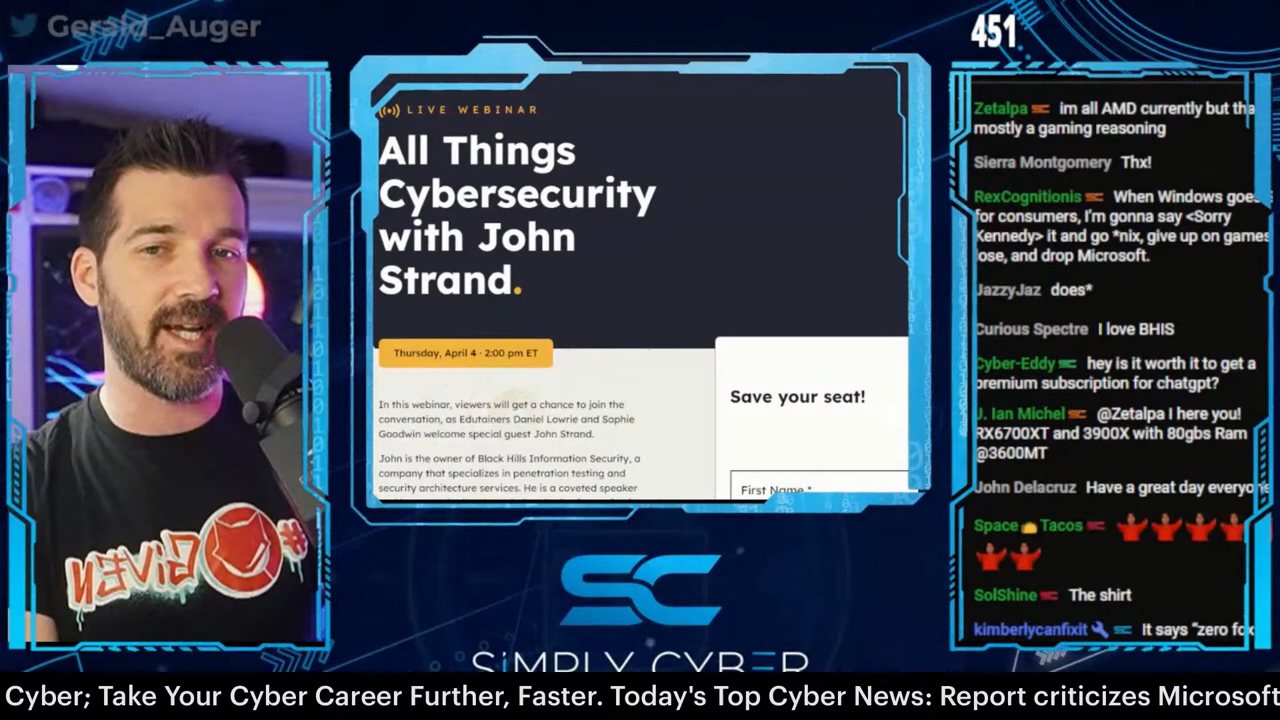 Gerald_Auger
451
LIVE WEBINAR
All Things
Cybersecurity
with John
Strand.
Thursday, April 4 · 2:00 pm ET
In this webinar, viewers will get a chance to join the
conversation, as Edutainers Daniel Lowrie and Sophie
Goodwin welcome special guest John Strand.
John is the owner of Black Hills Information Security, a
company that specializes in penetration testing and
security architecture services. He is a coveted speaker
Save your seat!
First Name *
Zetalpa im all AMD currently but tha
mostly a gaming reasoning
Sierra Montgomery Thx!
RexCognitionis When Windows goes
for consumers, I'm gonna say <Sorry
Kennedy> it and go *nix, give up on games
lose, and drop Microsoft.
JazzyJaz does*
Curious Spectre I love BHIS
Cyber-Eddy hey is it worth it to get a
premium subscription for chatgpt?
J. Ian Michel @Zetalpa I here you!
RX6700XT and 3900X with 80gbs Ram
@3600MT
John Delacruz Have a great day everyone
Space Tacos
SolShine The shirt
kimberlycanfixit It says "zero fox
# GIVEN
SC
SIMPLY CYBER
Cyber; Take Your Cyber Career Further, Faster. Today's Top Cyber News: Report criticizes Microsoft